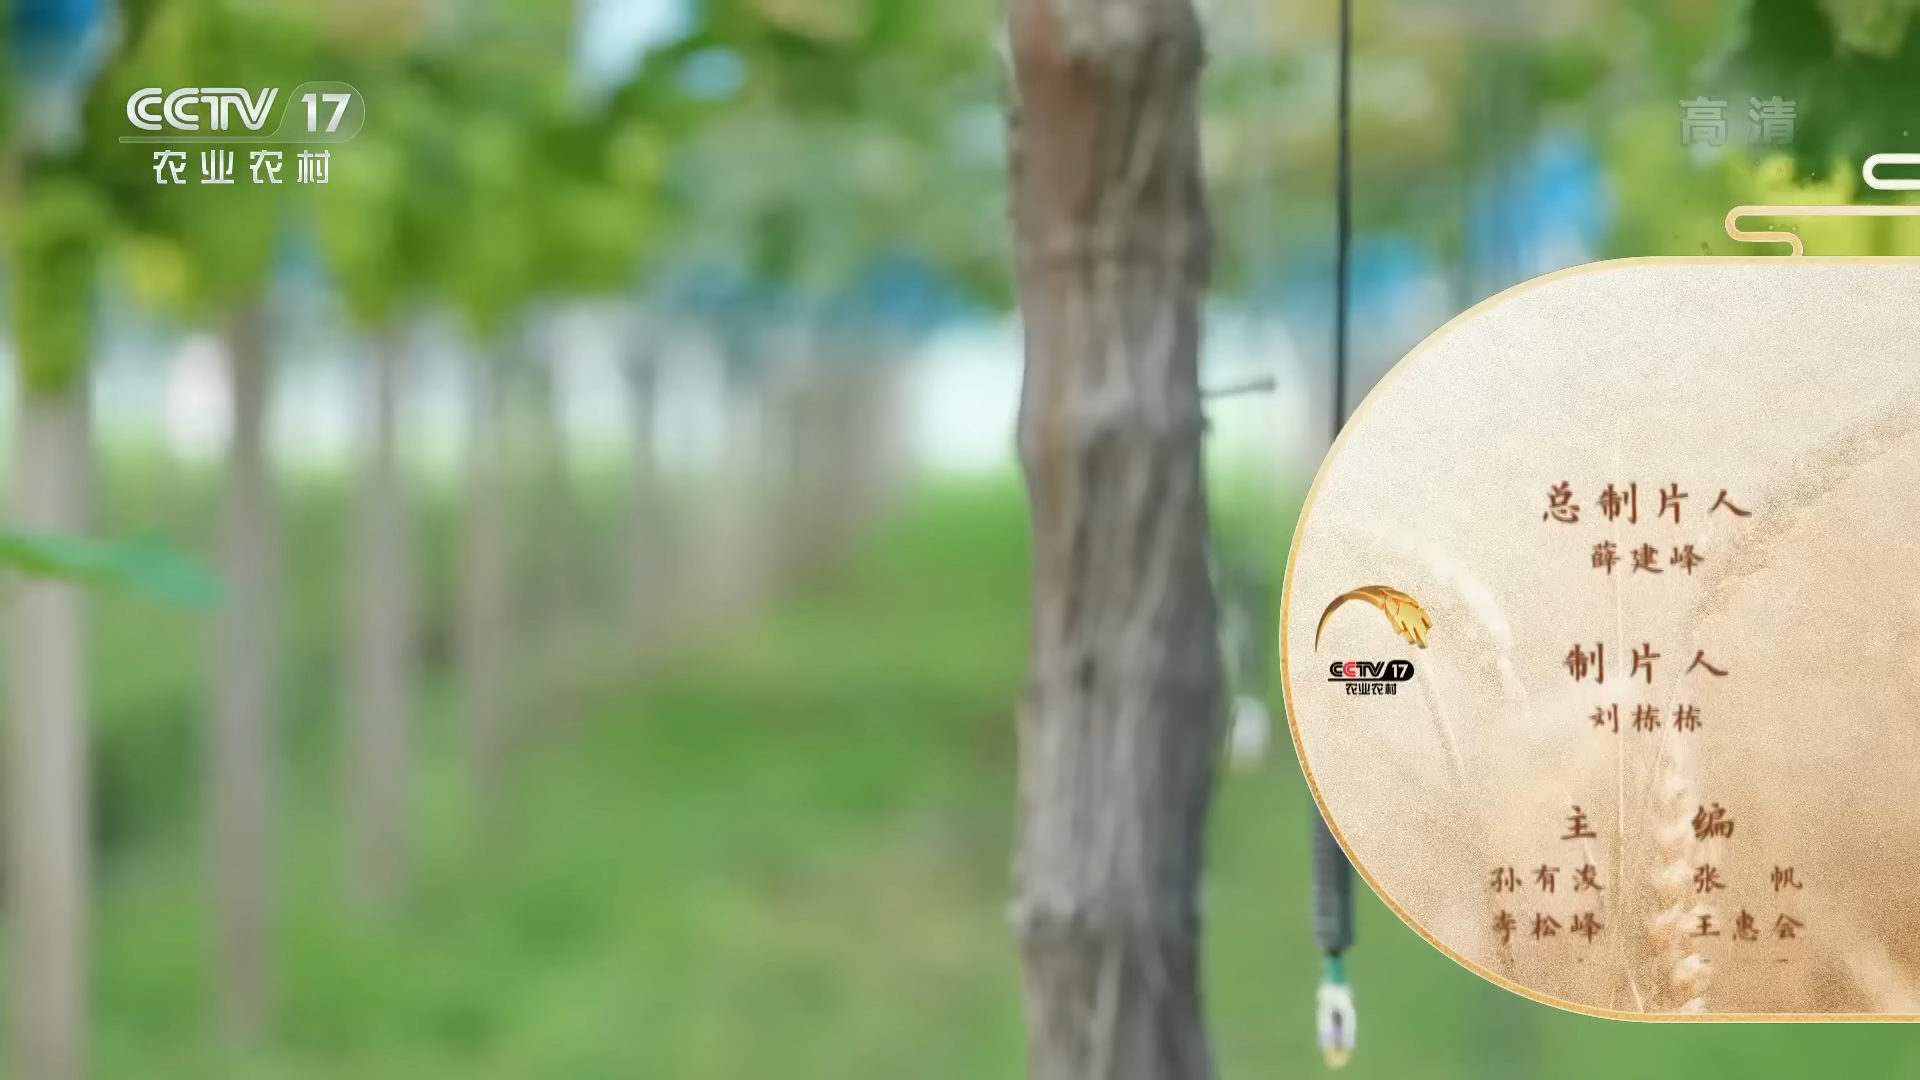 CCTV 17
农业农村
高清
总制片人
薛建峰
制片人
刘栋栋
CCTV 17
农业农村
主 编
孙有浚 张 帆
李松峰 王惠会